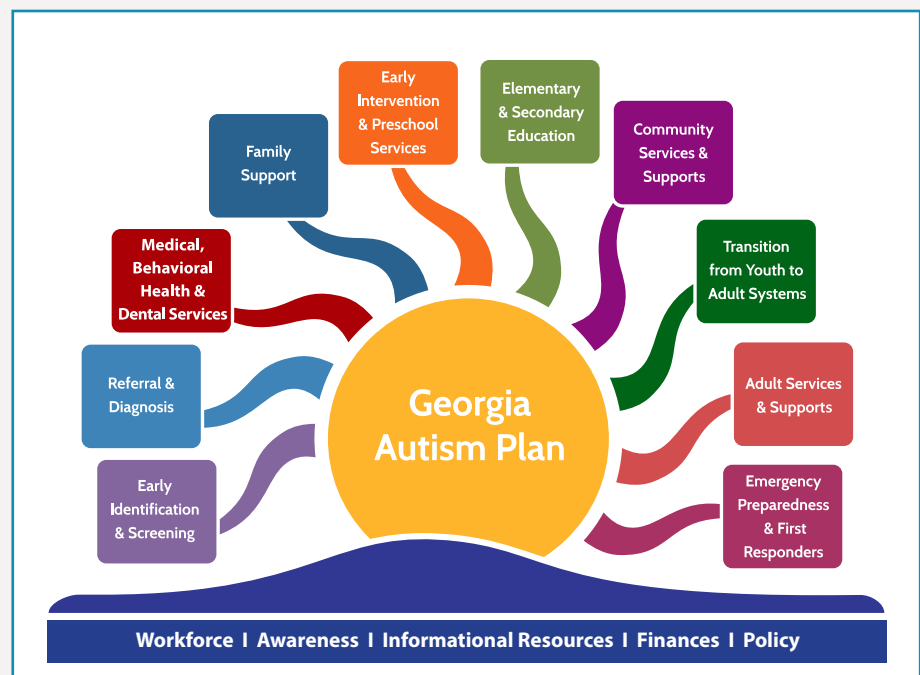 Early
Identification
& Screening
Referral &
Diagnosis
Medical,
Behavioral
Health &
Dental Services
Family
Support
Early
Intervention
& Preschool
Services
Elementary
& Secondary
Education
Community
Services &
Supports
Transition
from Youth to
Adult Systems
Adult Services
& Supports
Emergency
Preparedness
& First
Responders
Georgia
Autism Plan
Workforce I Awareness I Informational Resources I Finances I Policy